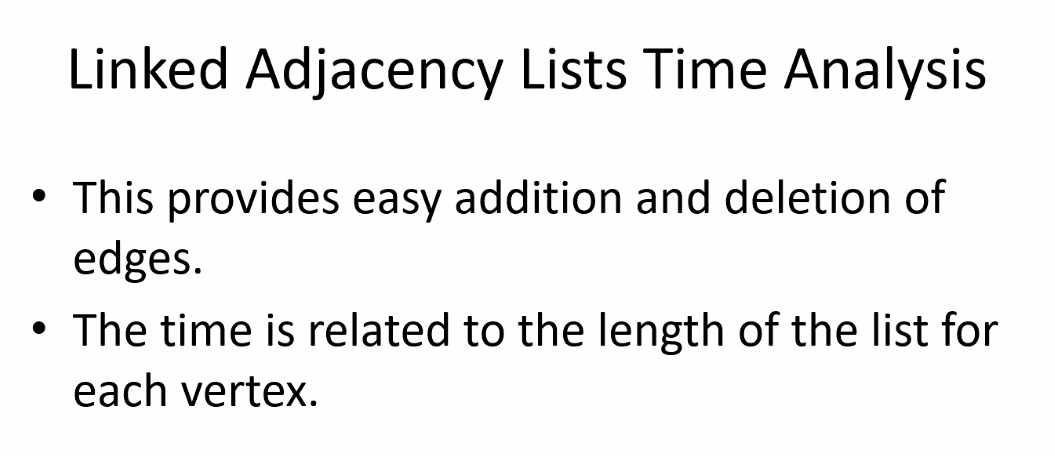 Linked Adjacency Lists Time Analysis
• This provides easy addition and deletion of
edges.
• The time is related to the length of the list for
each vertex.